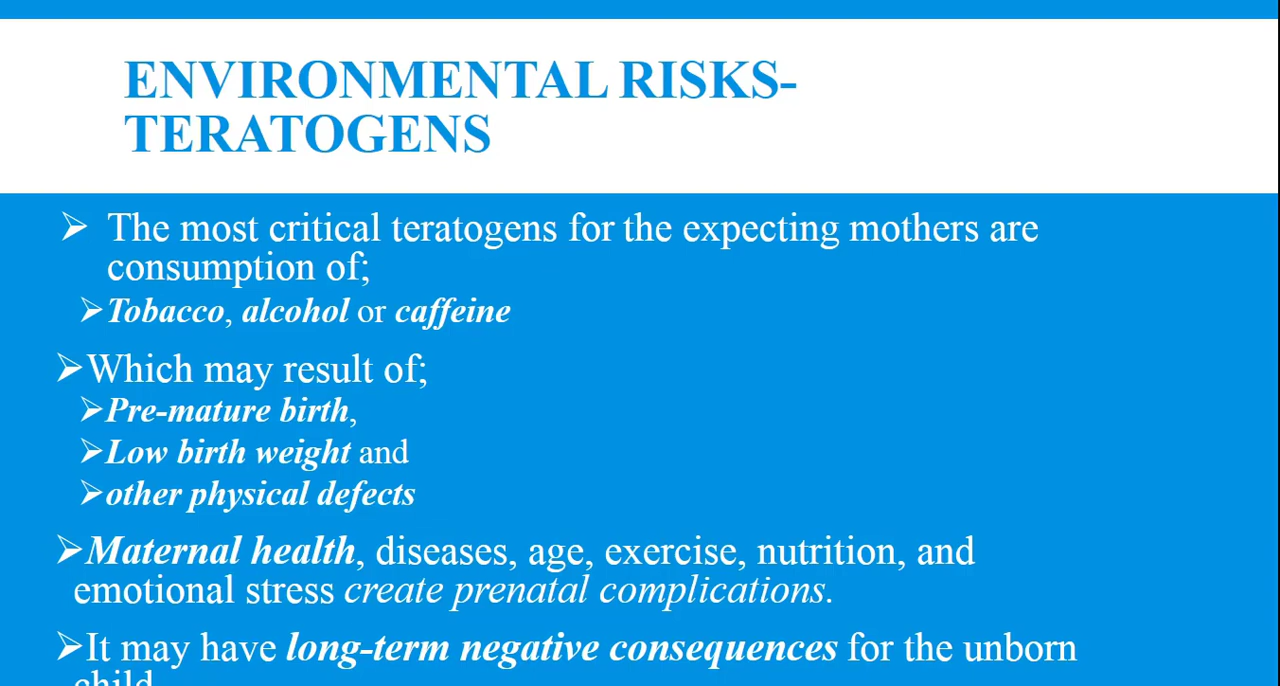 ENVIRONMENTAL RISKS-
TERATOGENS
➢ The most critical teratogens for the expecting mothers are
consumption of;
➢Tobacco, alcohol or caffeine
➢Which may result of;
➢Pre-mature birth,
➢Low birth weight and
➢other physical defects
➢Maternal health, diseases, age, exercise, nutrition, and
emotional stress create prenatal complications.
➢It may have long-term negative consequences for the unborn
child